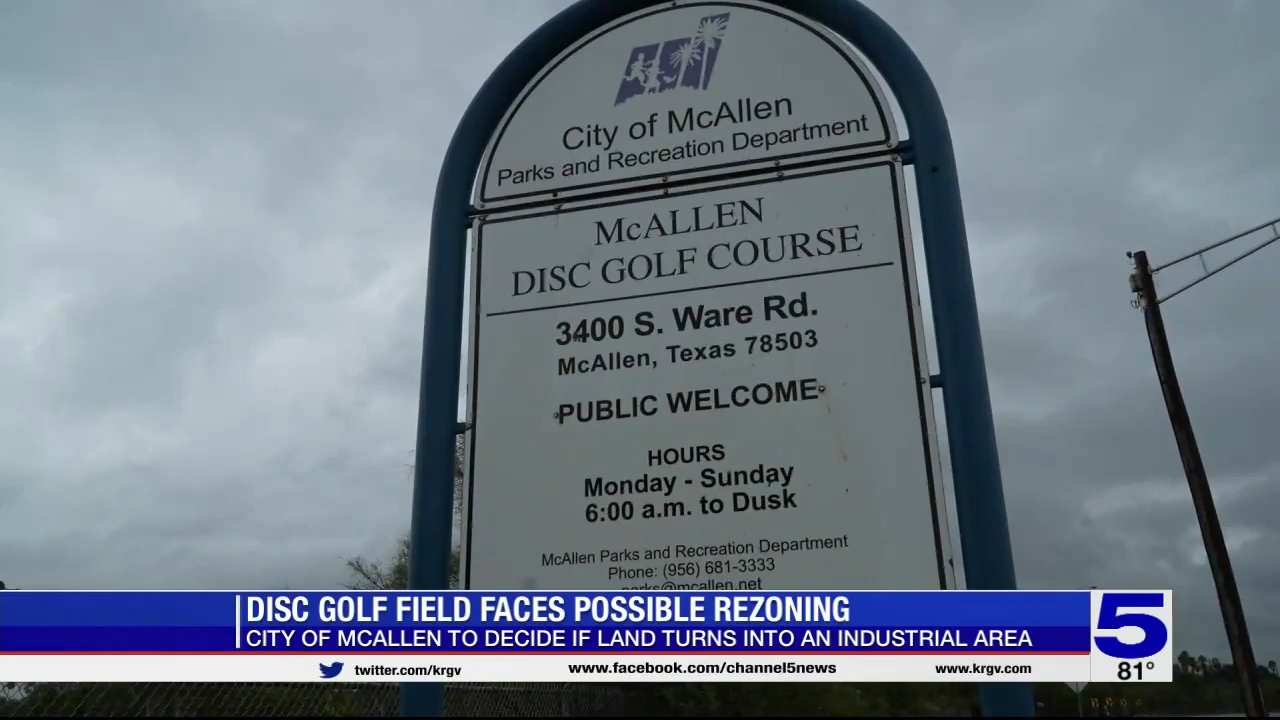 City of McAllen
Parks and Recreation Department
McALLEN
DISC GOLF COURSE
3400 S. Ware Rd.
McAllen, Texas 78503
PUBLIC WELCOME
HOURS
Monday - Sunday
6:00 a.m. to Dusk
McAllen Parks and Recreation Department
Phone: (956) 681-3333
parks@mcallen.net
DISC GOLF FIELD FACES POSSIBLE REZONING
CITY OF MCALLEN TO DECIDE IF LAND TURNS INTO AN INDUSTRIAL AREA
5
twitter.com/krgv
www.facebook.com/channel5news
www.krgv.com
81°